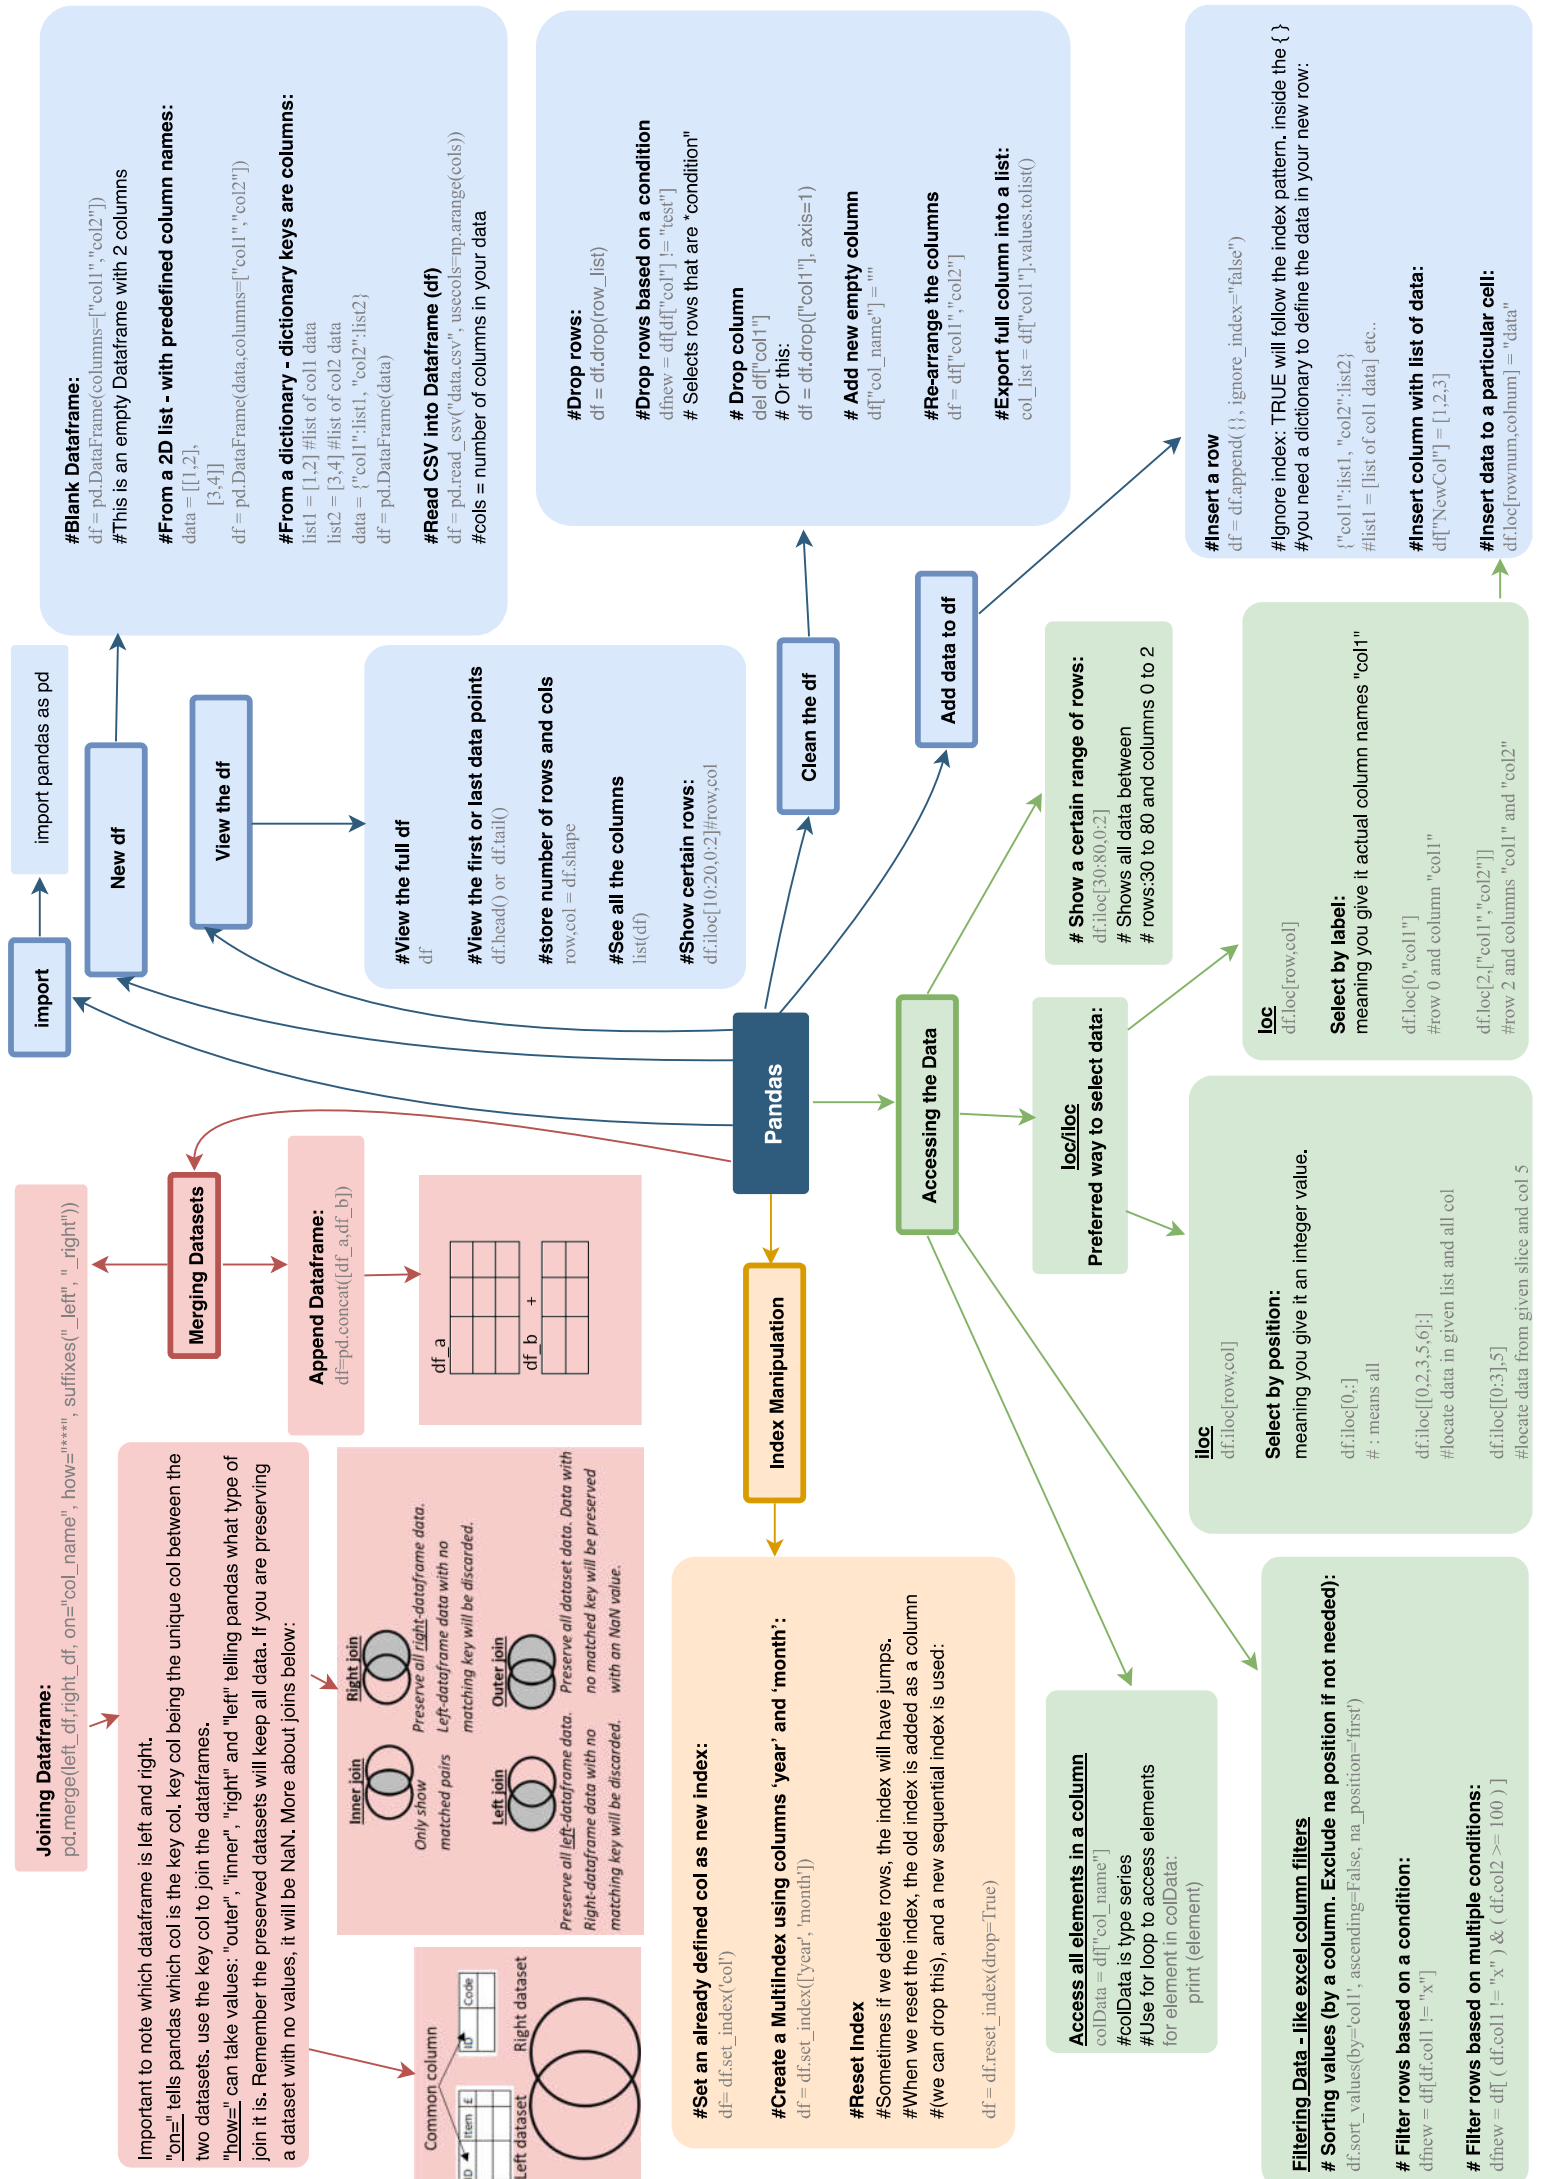 Joining Dataframe:
pd.merge(left_df,right_df, on="col_name", how="***", suffixes("_left", "_right"))
Important to note which dataframe is left and right.
"on=" tells pandas which col is the key col. key col being the unique col between the
two datasets. use the key col to join the dataframes.
"how=" can take values: "outer", "inner", "right" and "left" telling pandas what type of
join it is. Remember the preserved datasets will keep all data. If you are preserving
a dataset with no values, it will be NaN. More about joins below:
Common column
ID
Item
£
ID
Code
Left dataset
Right dataset
Inner join
Only show
matched pairs
Right join
Preserve all right-dataframe data.
Left-dataframe data with no
matching key will be discarded.
Left join
Preserve all left-dataframe data.
Right-dataframe data with no
matching key will be discarded.
Outer join
Preserve all dataset data. Data with
no matched key will be preserved
with an NaN value.
Merging Datasets
Append Dataframe:
df=pd.concat([df_a,df_b])
df_a
df_b +
import
import pandas as pd
New df
#Blank Dataframe:
df = pd.DataFrame(columns=["col1","col2"])
#This is an empty Dataframe with 2 columns
#From a 2D list - with predefined column names:
data = [[1,2],
[3,4]]
df = pd.DataFrame(data,columns=["col1","col2"])
#From a dictionary - dictionary keys are columns:
list1 = [1,2] #list of col1 data
list2 = [3,4] #list of col2 data
data = {"col1":list1, "col2":list2}
df = pd.DataFrame(data)
#Read CSV into Dataframe (df)
df = pd.read_csv("data.csv", usecols=np.arange(cols))
#cols = number of columns in your data
View the df
#View the full df
df
#View the first or last data points
df.head() or df.tail()
#store number of rows and cols
row,col = df.shape
#See all the columns
list(df)
#Show certain rows:
df.iloc[10:20,0:2]#row,col
Pandas
Clean the df
#Drop rows:
df = df.drop(row_list)
#Drop rows based on a condition
dfnew = df[df["col"] != "test"]
# Selects rows that are *condition"
# Drop column
del df["col1"]
# Or this:
df = df.drop(["col1"], axis=1)
# Add new empty column
df["col_name"] = ""
#Re-arrange the columns
df = df["col1","col2"]
#Export full column into a list:
col_list = df["col1"].values.tolist()
Add data to df
#Insert a row
df = df.append({}, ignore_index="false")
#Ignore index: TRUE will follow the index pattern. inside the { }
#you need a dictionary to define the data in your new row:
{"col1":list1, "col2":list2}
#list1 = [list of col1 data] etc..
#Insert column with list of data:
df["NewCol"] = [1,2,3]
#Insert data to a particular cell:
df.loc[rownum,colnum] = "data"
Index Manipulation
#Set an already defined col as new index:
df= df.set_index('col')
#Create a MultiIndex using columns ‘year’ and ‘month’:
df = df.set_index(['year', 'month'])
#Reset Index
#Sometimes if we delete rows, the index will have jumps.
#When we reset the index, the old index is added as a column
#(we can drop this), and a new sequential index is used:
df = df.reset_index(drop=True)
Accessing the Data
# Show a certain range of rows:
df.iloc[30:80,0:2]
# Shows all data between
# rows:30 to 80 and columns 0 to 2
loc/iloc
Preferred way to select data:
loc
df.loc[row,col]
Select by label:
meaning you give it actual column names "col1"
df.loc[0,"col1"]
#row 0 and column "col1"
df.loc[2,["col1","col2"]]
#row 2 and columns "col1" and "col2"
iloc
df.iloc[row,col]
Select by position:
meaning you give it an integer value.
df.iloc[0,:]
# : means all
df.iloc[[0,2,3,5,6]:]
#locate data in given list and all col
df.iloc[[0:3],5]
#locate data from given slice and col 5
Access all elements in a column
colData = df["col_name"]
#colData is type series
#Use for loop to access elements
for element in colData:
print (element)
Filtering Data - like excel column filters
# Sorting values (by a column. Exclude na position if not needed):
df.sort_values(by='col1', ascending=False, na_position='first')
# Filter rows based on a condition:
dfnew = df[df.col1 != "x"]
# Filter rows based on multiple conditions:
dfnew = df[ ( df.col1 != "x" ) & ( df.col2 >= 100 ) ]